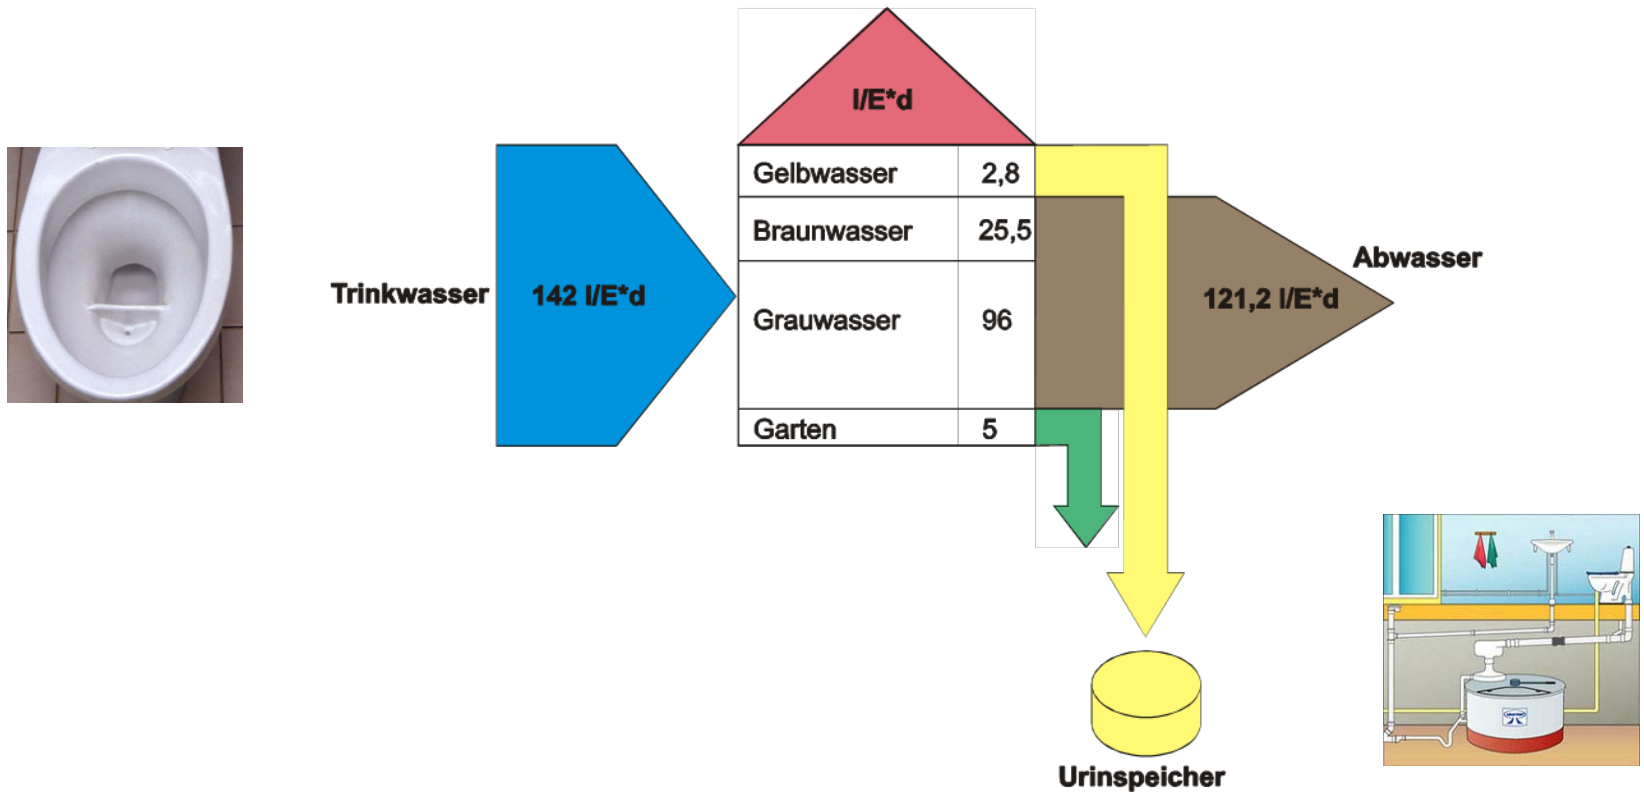 l/E*d
Gelbwasser 2,8
Braunwasser 25,5
Grauwasser 96
Garten 5
Trinkwasser
142 l/E*d
Abwasser
121,2 l/E*d
Urinspeicher